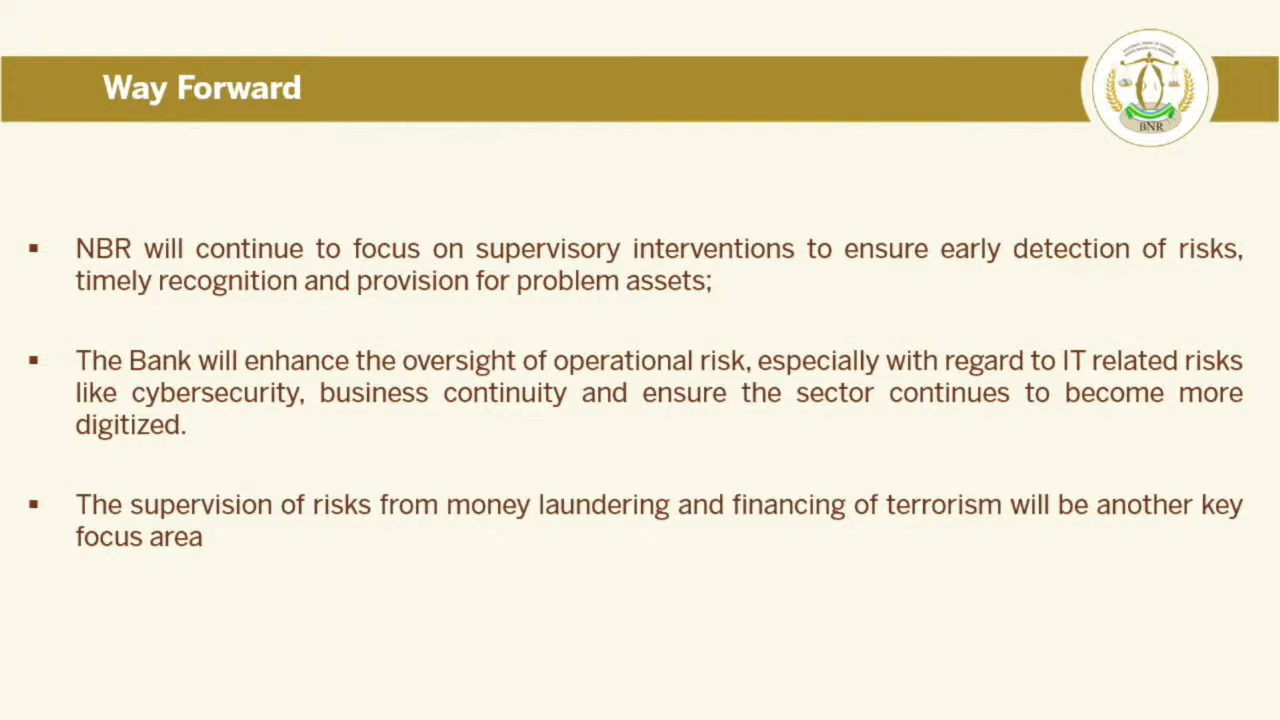 Way Forward
BNR
▪ NBR will continue to focus on supervisory interventions to ensure early detection of risks,
timely recognition and provision for problem assets;
▪ The Bank will enhance the oversight of operational risk, especially with regard to IT related risks
like cybersecurity, business continuity and ensure the sector continues to become more
digitized.
▪ The supervision of risks from money laundering and financing of terrorism will be another key
focus area